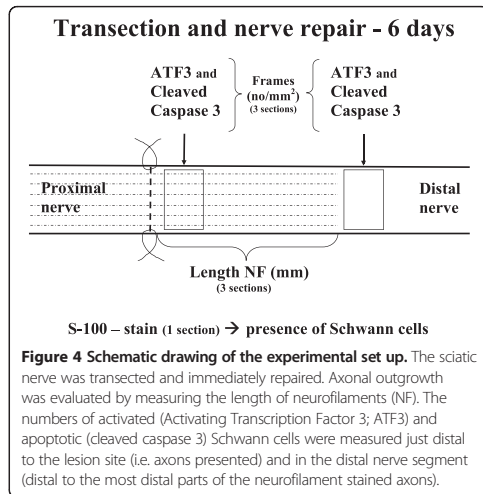 Transection and nerve repair - 6 days
ATF3 and
Cleaved
Caspase 3
Frames
(no/mm²)
(3 sections)
ATF3 and
Cleaved
Caspase 3
Proximal
nerve
Distal
nerve
Length NF (mm)
(3 sections)
S-100 – stain (1 section) → presence of Schwann cells
Figure 4 Schematic drawing of the experimental set up. The sciatic
nerve was transected and immediately repaired. Axonal outgrowth
was evaluated by measuring the length of neurofilaments (NF). The
numbers of activated (Activating Transcription Factor 3; ATF3) and
apoptotic (cleaved caspase 3) Schwann cells were measured just distal
to the lesion site (i.e. axons presented) and in the distal nerve segment
(distal to the most distal parts of the neurofilament stained axons).